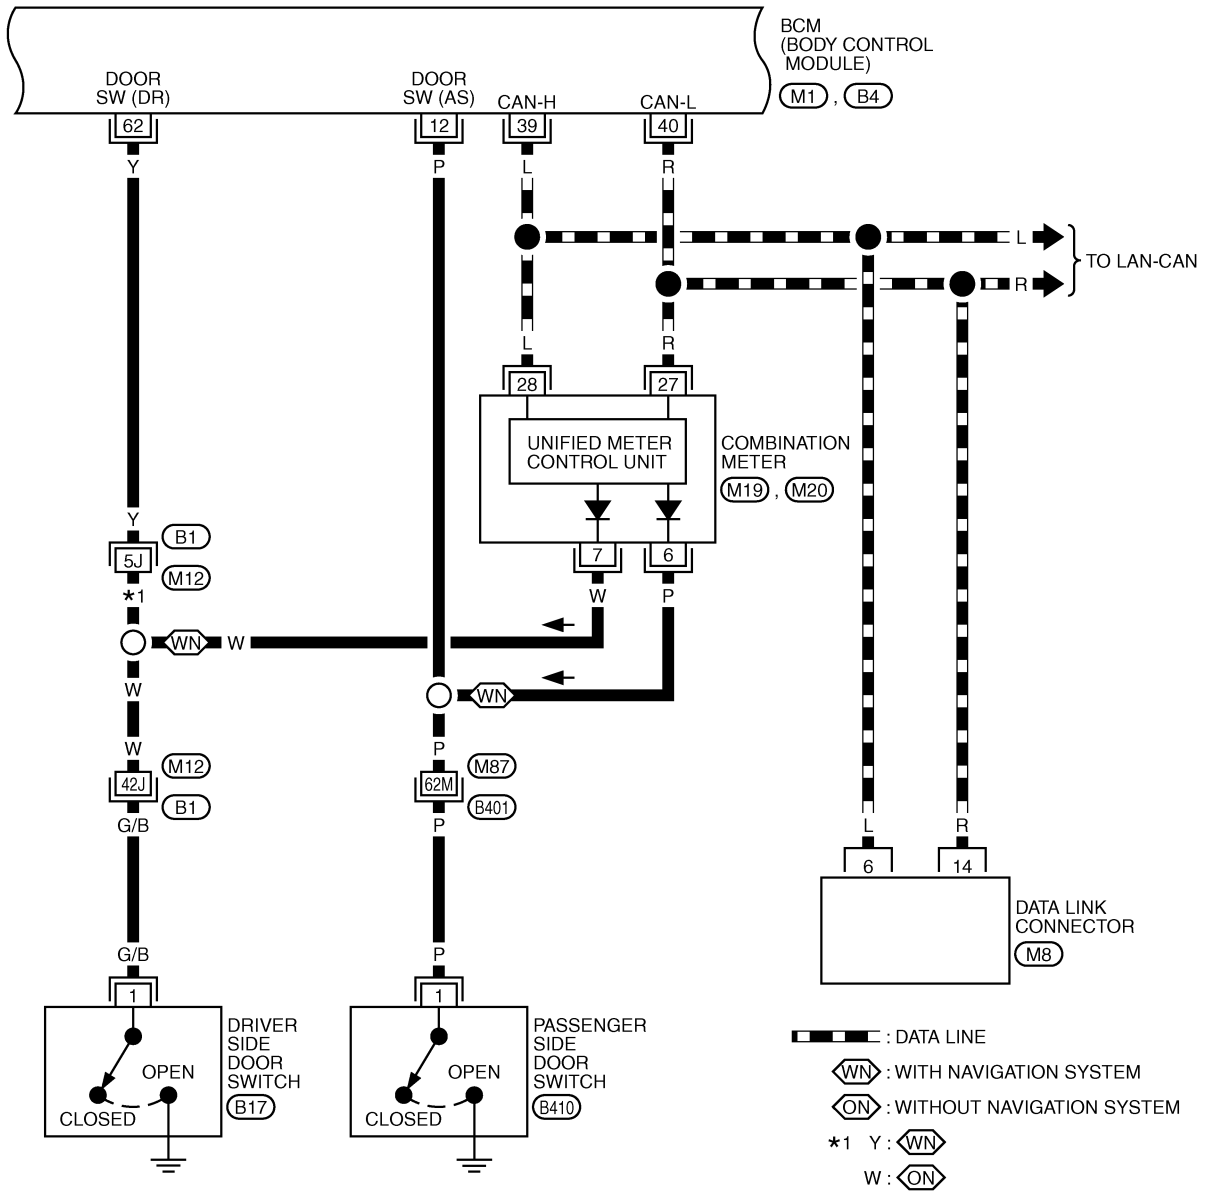 BCM
(BODY CONTROL
MODULE)
M1 , B4
DOOR
SW (DR)
DOOR
SW (AS)
CAN-H
CAN-L
62
12
39
40
Y
P
L
R
L
R
TO LAN-CAN
L
R
28
27
UNIFIED METER
CONTROL UNIT
COMBINATION
METER
M19 , M20
Y
B1
5J
M12
*1
7
6
W
P
WN
W
WN
W
W
P
M12
42J
B1
M87
62M
B401
G/B
P
L
R
6
14
DATA LINK
CONNECTOR
M8
G/B
P
1
1
DRIVER
SIDE
DOOR
SWITCH
B17
OPEN
CLOSED
PASSENGER
SIDE
DOOR
SWITCH
B410
OPEN
CLOSED
: DATA LINE
WN : WITH NAVIGATION SYSTEM
ON : WITHOUT NAVIGATION SYSTEM
*1 Y : WN
W : ON